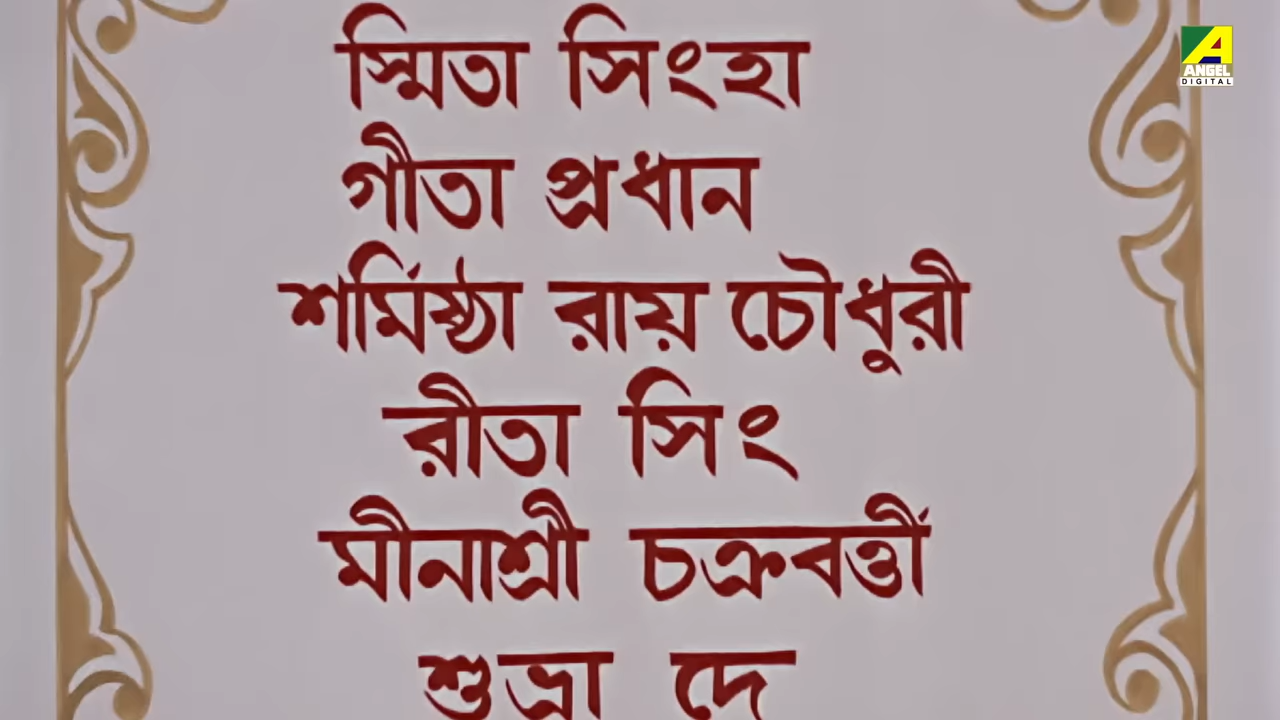 স্মিতা সিংহা
গীতা প্রধান
শর্মিষ্ঠা রায় চৌধুরী
রীতা সিং
মীনাশ্রী চক্রবর্ত্তী
শুভ্রা দে
A
ANGEL
DIGITAL